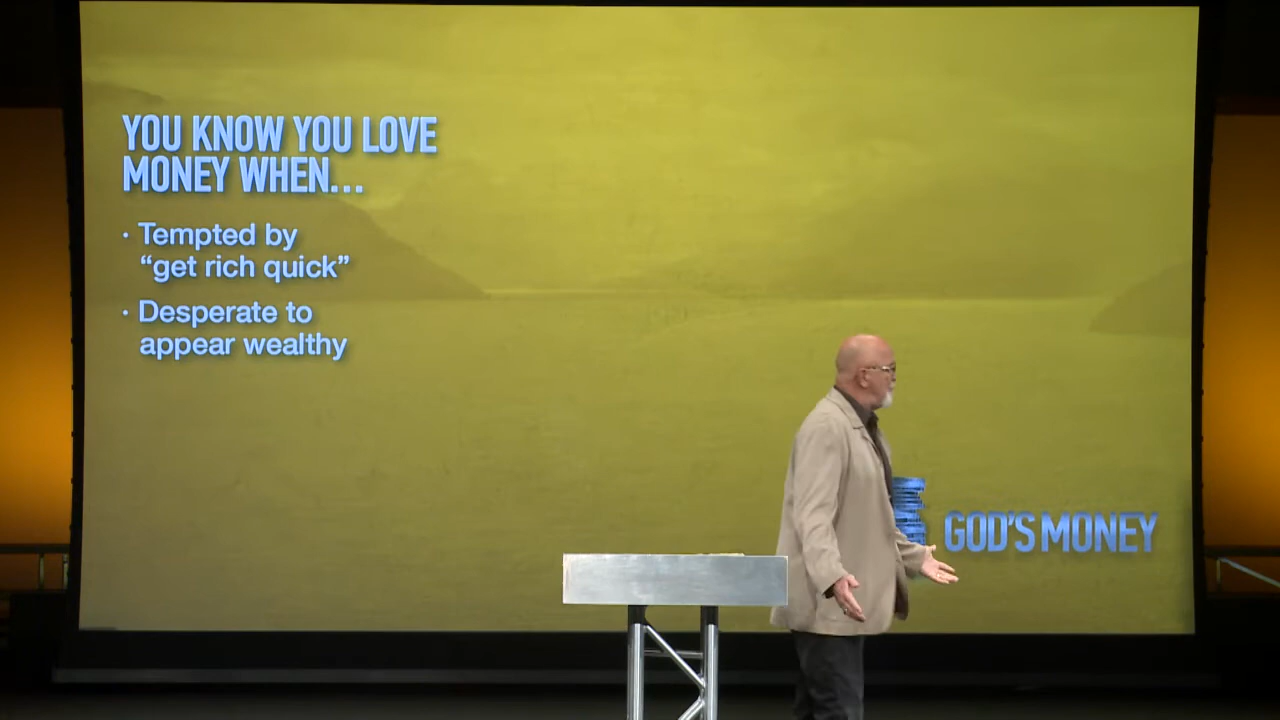 YOU KNOW YOU LOVE
MONEY WHEN...
· Tempted by
“get rich quick”
· Desperate to
appear wealthy
GOD'S MONEY